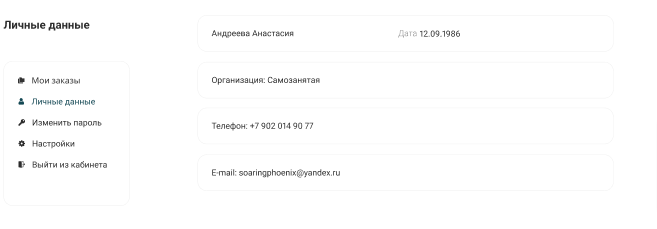 Личные данные
Мои заказы
Личные данные
Изменить пароль
Настройки
Выйти из кабинета
Андреева Анастасия Дата 12.09.1986
Организация: Самозанятая
Телефон: +7 902 014 90 77
E-mail: soaringphoenix@yandex.ru